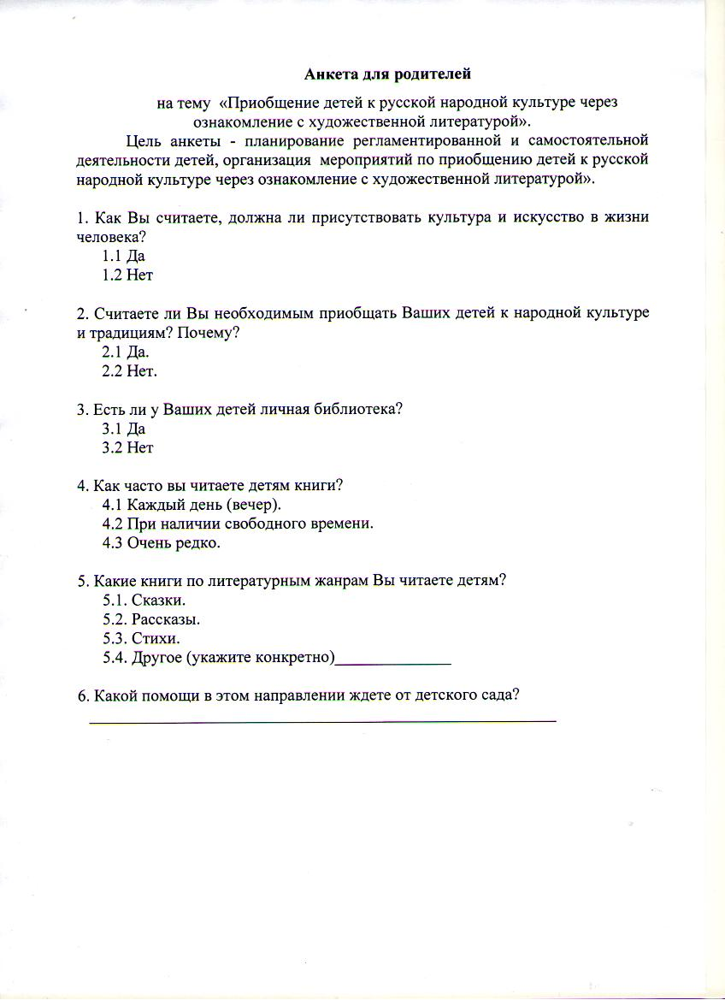 Анкета для родителей
на тему «Приобщение детей к русской народной культуре через
ознакомление с художественной литературой».
Цель анкеты - планирование регламентированной и самостоятельной
деятельности детей, организация мероприятий по приобщению детей к русской
народной культуре через ознакомление с художественной литературой».
1. Как Вы считаете, должна ли присутствовать культура и искусство в жизни
человека?
1.1 Да
1.2 Нет
2. Считаете ли Вы необходимым приобщать Ваших детей к народной культуре
и традициям? Почему?
2.1 Да.
2.2 Нет.
3. Есть ли у Ваших детей личная библиотека?
3.1 Да
3.2 Нет
4. Как часто вы читаете детям книги?
4.1 Каждый день (вечер).
4.2 При наличии свободного времени.
4.3 Очень редко.
5. Какие книги по литературным жанрам Вы читаете детям?
5.1. Сказки.
5.2. Рассказы.
5.3. Стихи.
5.4. Другое (укажите конкретно)______________
6. Какой помощи в этом направлении ждете от детского сада?